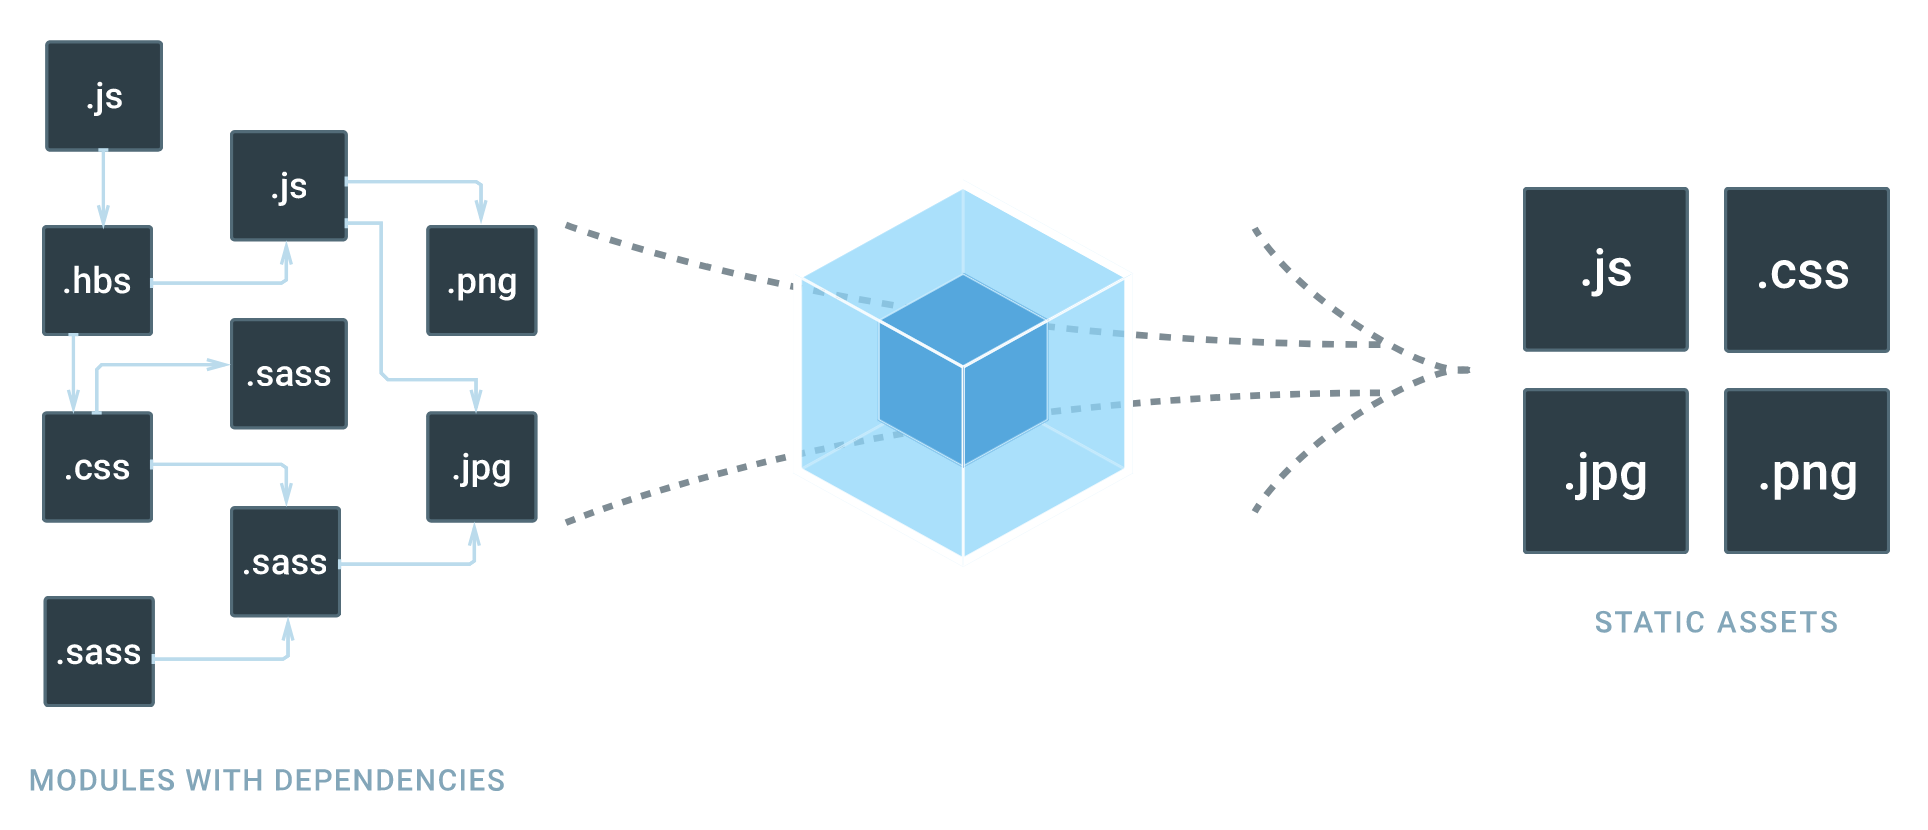 .js
.js
.hbs
.png
.sass
.css
.jpg
.sass
.sass
MODULES WITH DEPENDENCIES
.js
.css
.jpg
.png
STATIC ASSETS